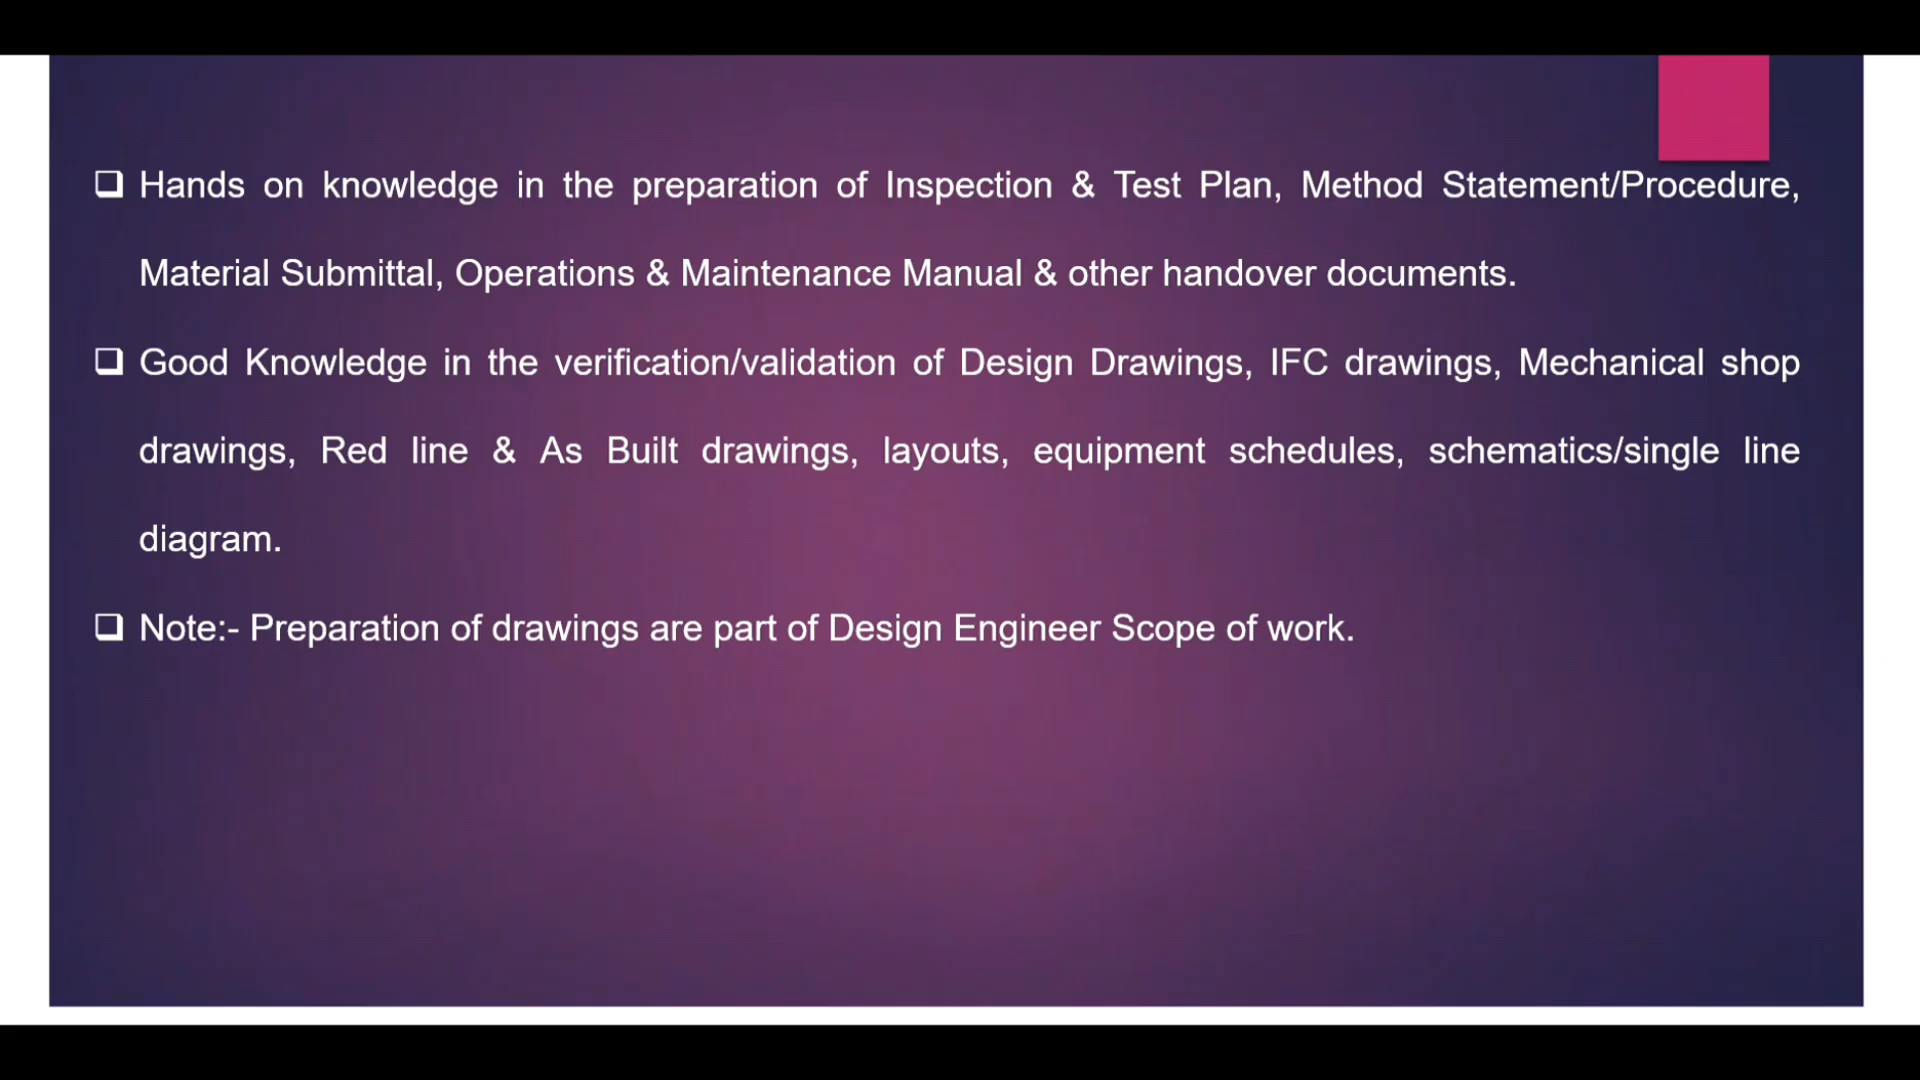 Hands on knowledge in the preparation of Inspection & Test Plan, Method Statement/Procedure,
Material Submittal, Operations & Maintenance Manual & other handover documents.
Good Knowledge in the verification/validation of Design Drawings, IFC drawings, Mechanical shop
drawings, Red line & As Built drawings, layouts, equipment schedules, schematics/single line
diagram.
Note:- Preparation of drawings are part of Design Engineer Scope of work.